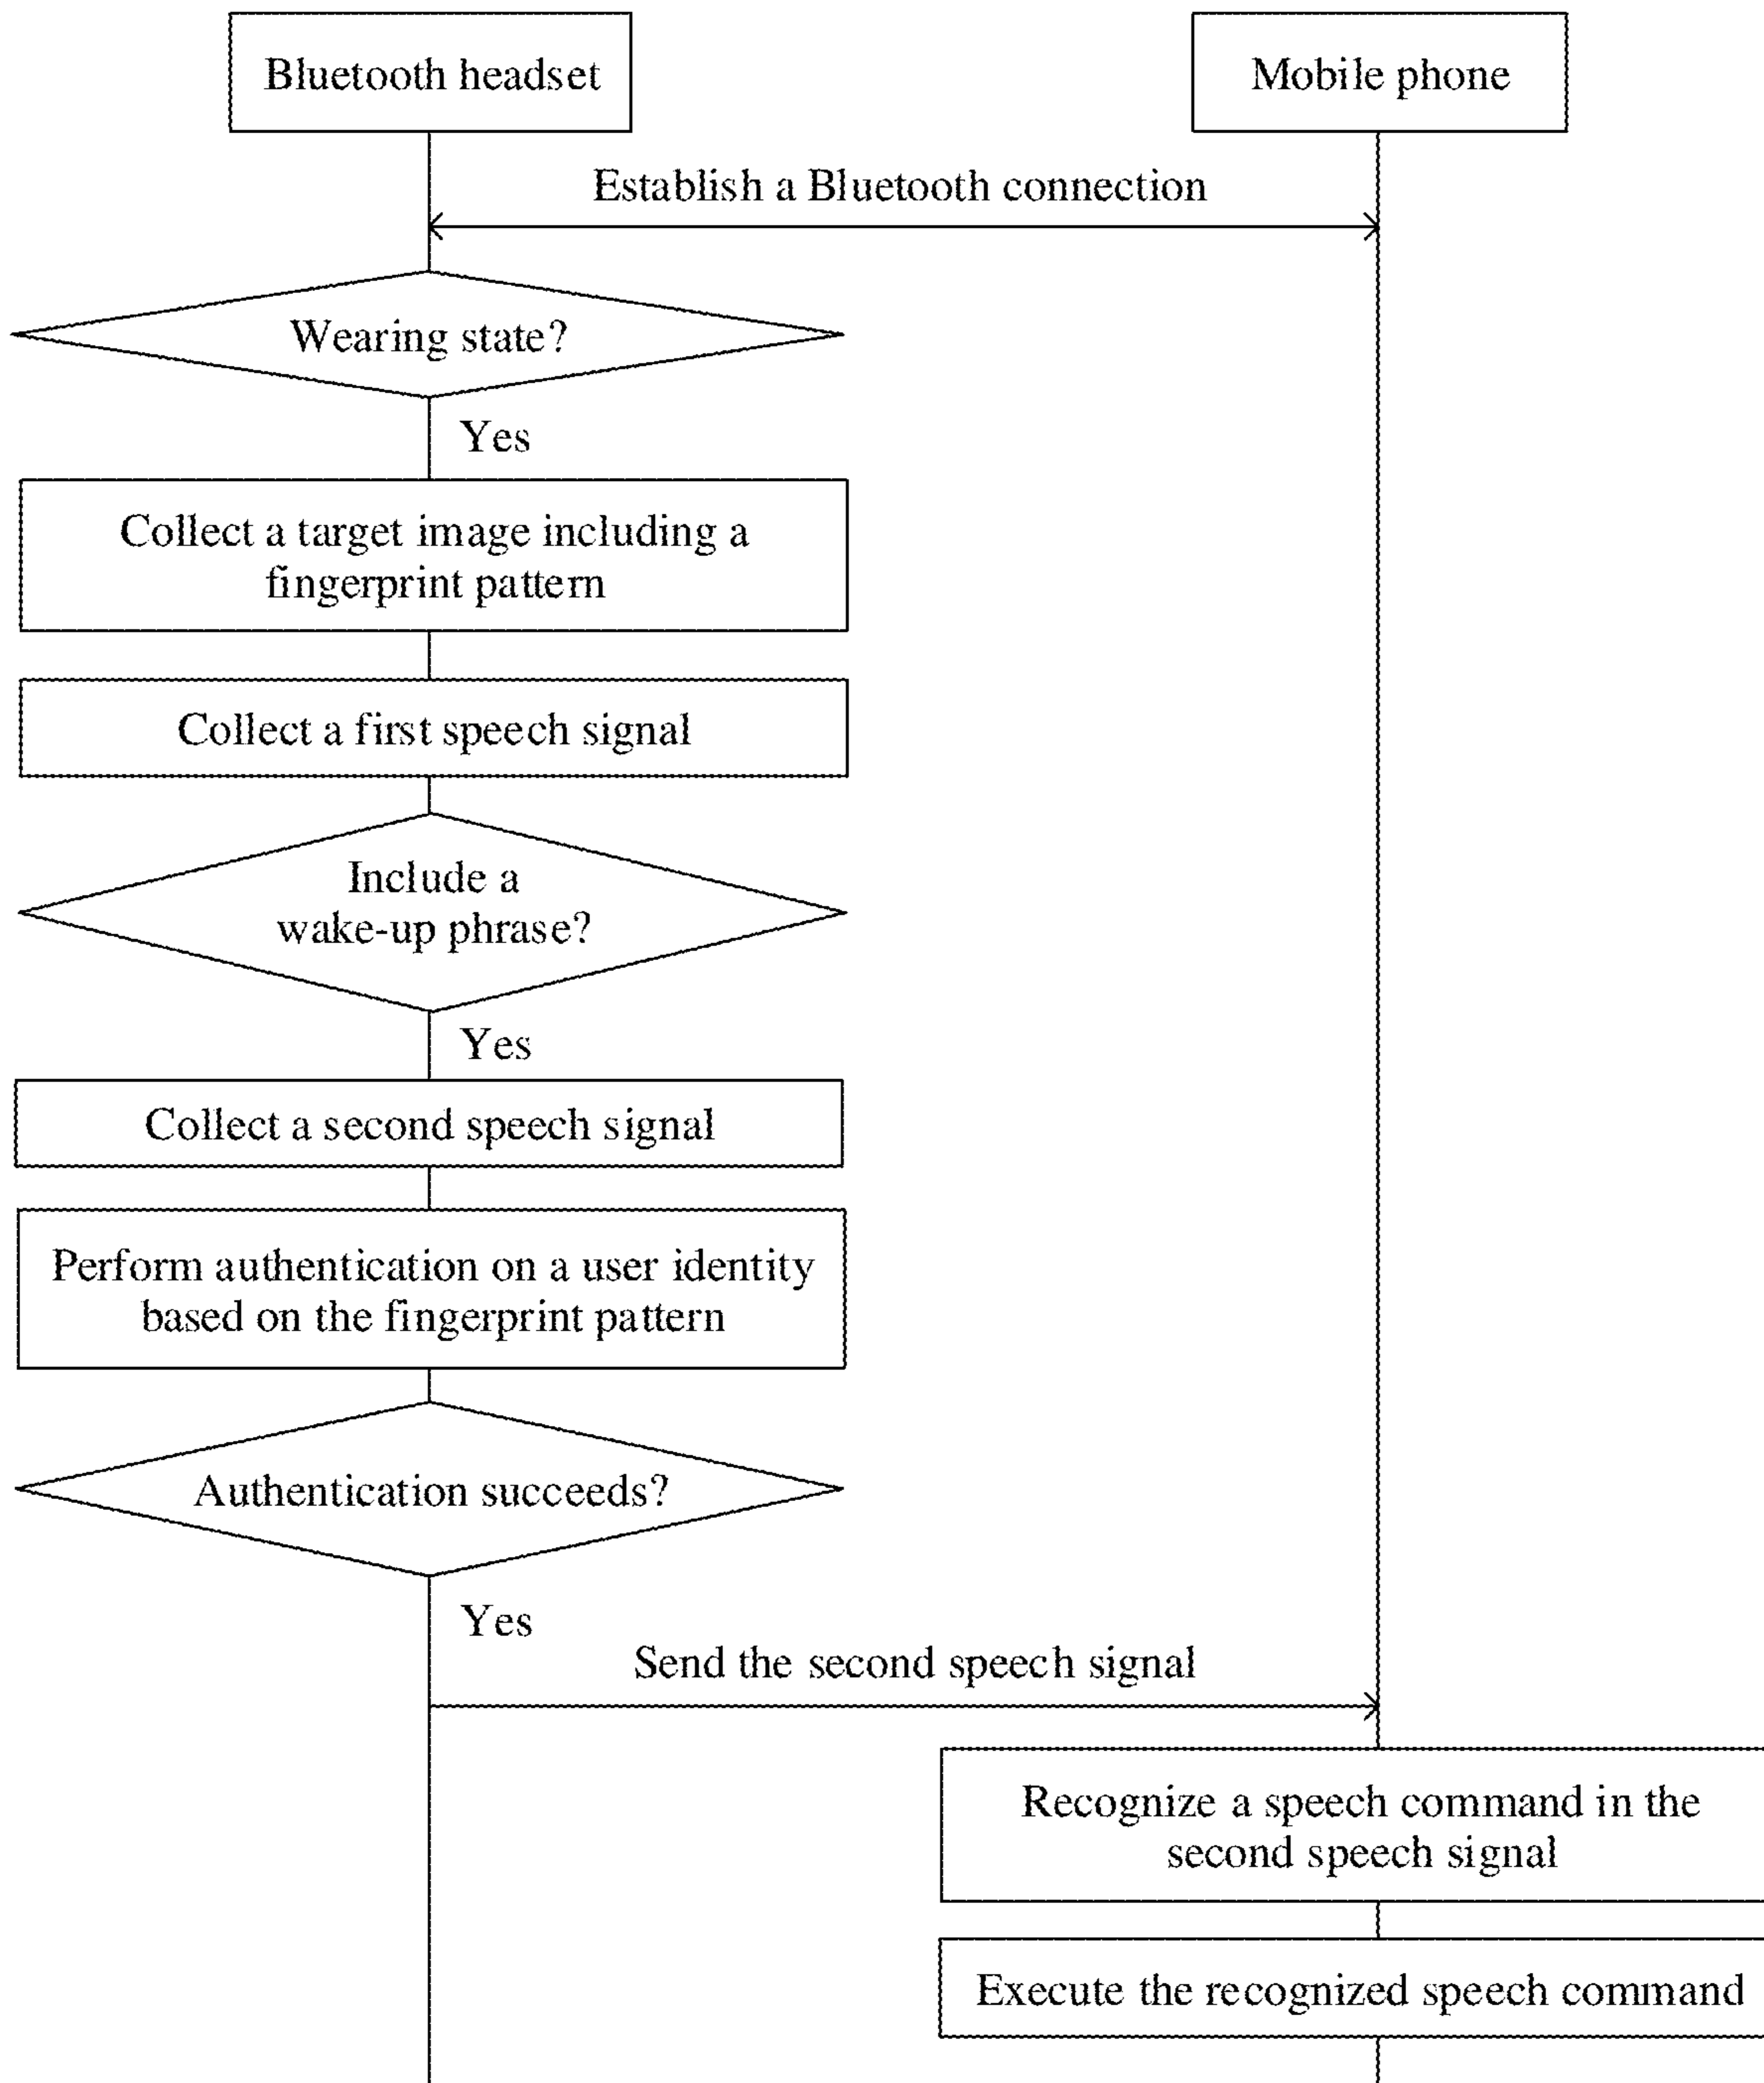 Bluetooth headset
Mobile phone
Establish a Bluetooth connection
Wearing state?
Yes
Collect a target image including a
fingerprint pattern
Collect a first speech signal
Include a
wake-up phrase?
Yes
Collect a second speech signal
Perform authentication on a user identity
based on the fingerprint pattern
Authentication succeeds?
Yes
Send the second speech signal
Recognize a speech command in the
second speech signal
Execute the recognized speech command